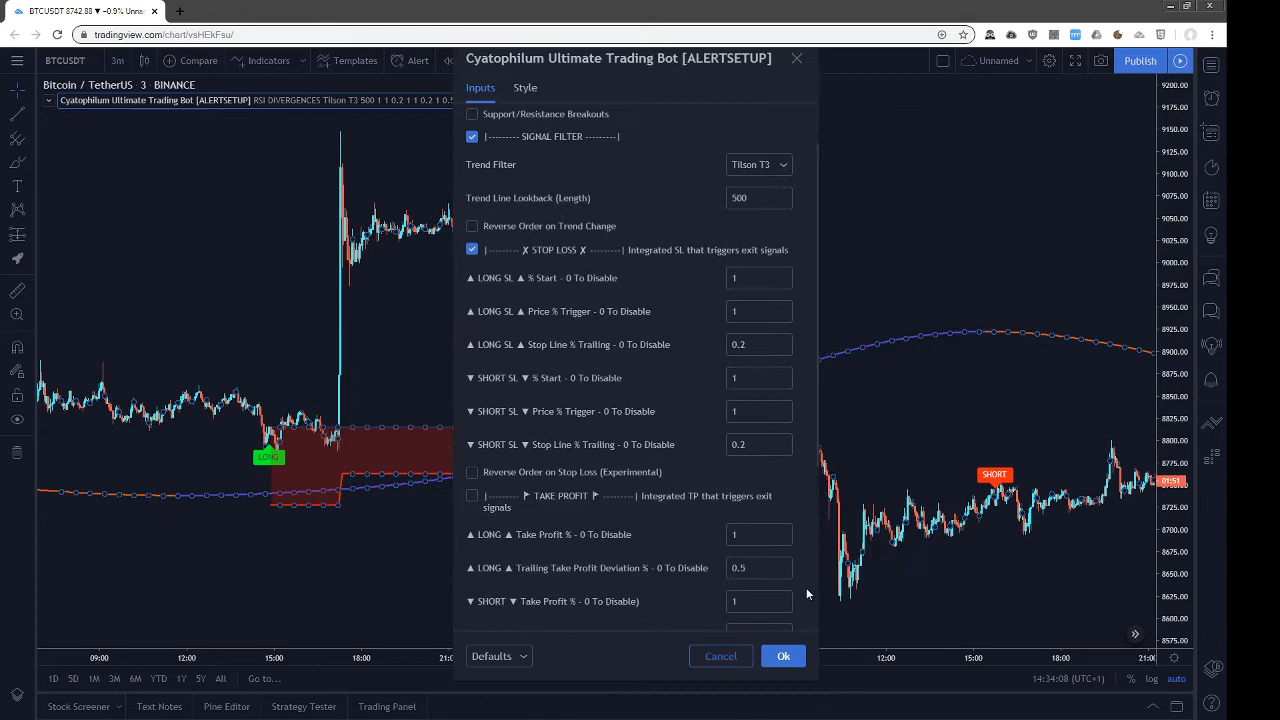 BTCUSDT 8742.88 ▼−0.9% Unna
tradingview.com/chart/vsHEkFsu/
BTCUSDT
3m
Compare
Indicators
Templates
Alert
Unnamed
Publish
Bitcoin / TetherUS · 3 · BINANCE
Cyatophilum Ultimate Trading Bot [ALERTSETUP] RSI DIVERGENCES Tilson T3 500 1 1 0.2 1 1 0.5
Cyatophilum Ultimate Trading Bot [ALERTSETUP]
Inputs
Style
Support/Resistance Breakouts
|-------- SIGNAL FILTER --------|
Trend Filter
Tilson T3
Trend Line Lookback (Length)
500
Reverse Order on Trend Change
|-------- ✗ STOP LOSS ✗ --------| Integrated SL that triggers exit signals
▲ LONG SL ▲ % Start - 0 To Disable
1
▲ LONG SL ▲ Price % Trigger - 0 To Disable
1
▲ LONG SL ▲ Stop Line % Trailing - 0 To Disable
0.2
▼ SHORT SL ▼ % Start - 0 To Disable
1
▼ SHORT SL ▼ Price % Trigger - 0 To Disable
1
▼ SHORT SL ▼ Stop Line % Trailing - 0 To Disable
0.2
Reverse Order on Stop Loss (Experimental)
|-------- ⚑ TAKE PROFIT ⚑ --------| Integrated TP that triggers exit
signals
▲ LONG ▲ Take Profit % - 0 To Disable
1
▲ LONG ▲ Trailing Take Profit Deviation % - 0 To Disable
0.5
▼ SHORT ▼ Take Profit % - 0 To Disable)
1
Defaults
Cancel
Ok
LONG
SHORT
9200.00
9175.00
9150.00
9125.00
9100.00
9075.00
9050.00
9025.00
9000.00
8975.00
8950.00
8925.00
8900.00
8875.00
8850.00
8825.00
8800.00
8775.00
01:51
8725.00
8700.00
8675.00
8650.00
8625.00
8600.00
8575.00
09:00
12:00
15:00
18:00
21:0
12:00
15:00
18:00
21:00
1D 5D 1M 3M 6M YTD 1Y 5Y All
Go to...
14:34:08 (UTC+1)
%
log
auto
Stock Screener
Text Notes
Pine Editor
Strategy Tester
Trading Panel